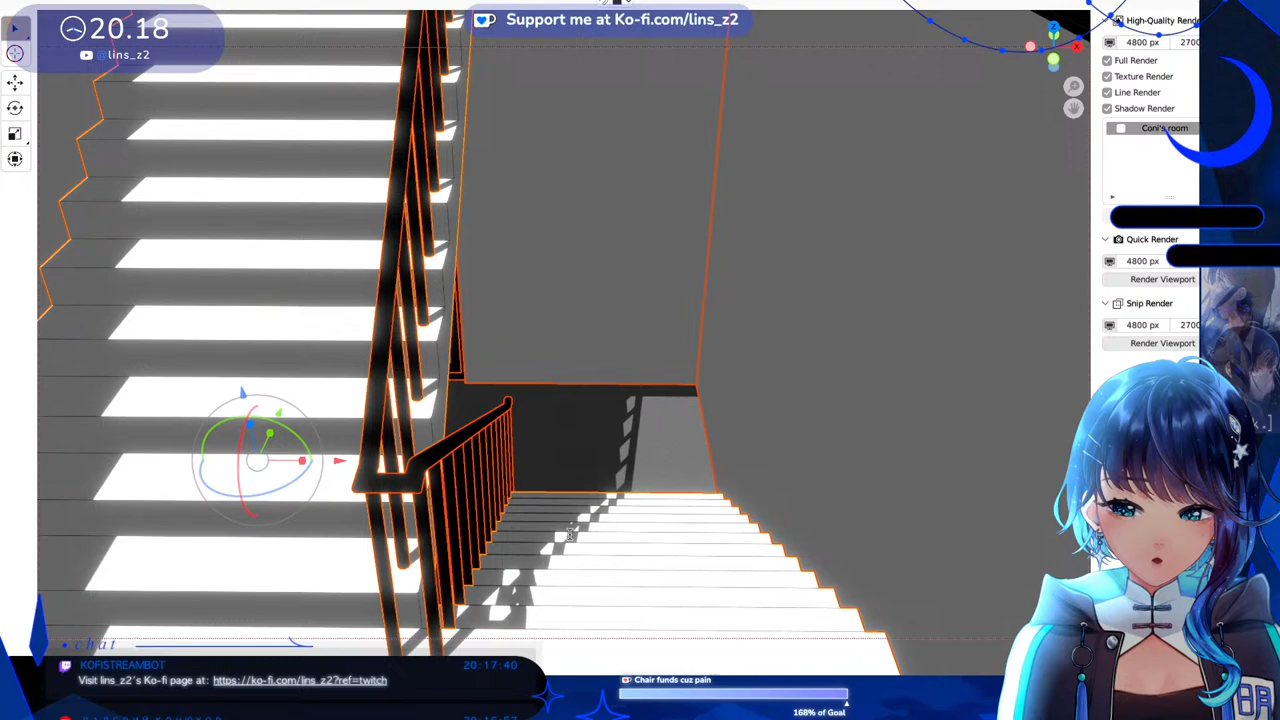 20.18
@lins_z2
Support me at Ko-fi.com/lins_z2
Z
X
High-Quality Rende
4800 px
2700
Full Render
Texture Render
Line Render
Shadow Render
Coni's room
Quick Render
4800 px
Render Viewport
Snip Render
4800 px
2700
Render Viewport
chat
KOFISTREAMBOT
20:17:40
Visit lins_z2's Ko-fi page at: https://ko-fi.com/lins_z2?ref=twitch
Chair funds cuz pain
168% of Goal